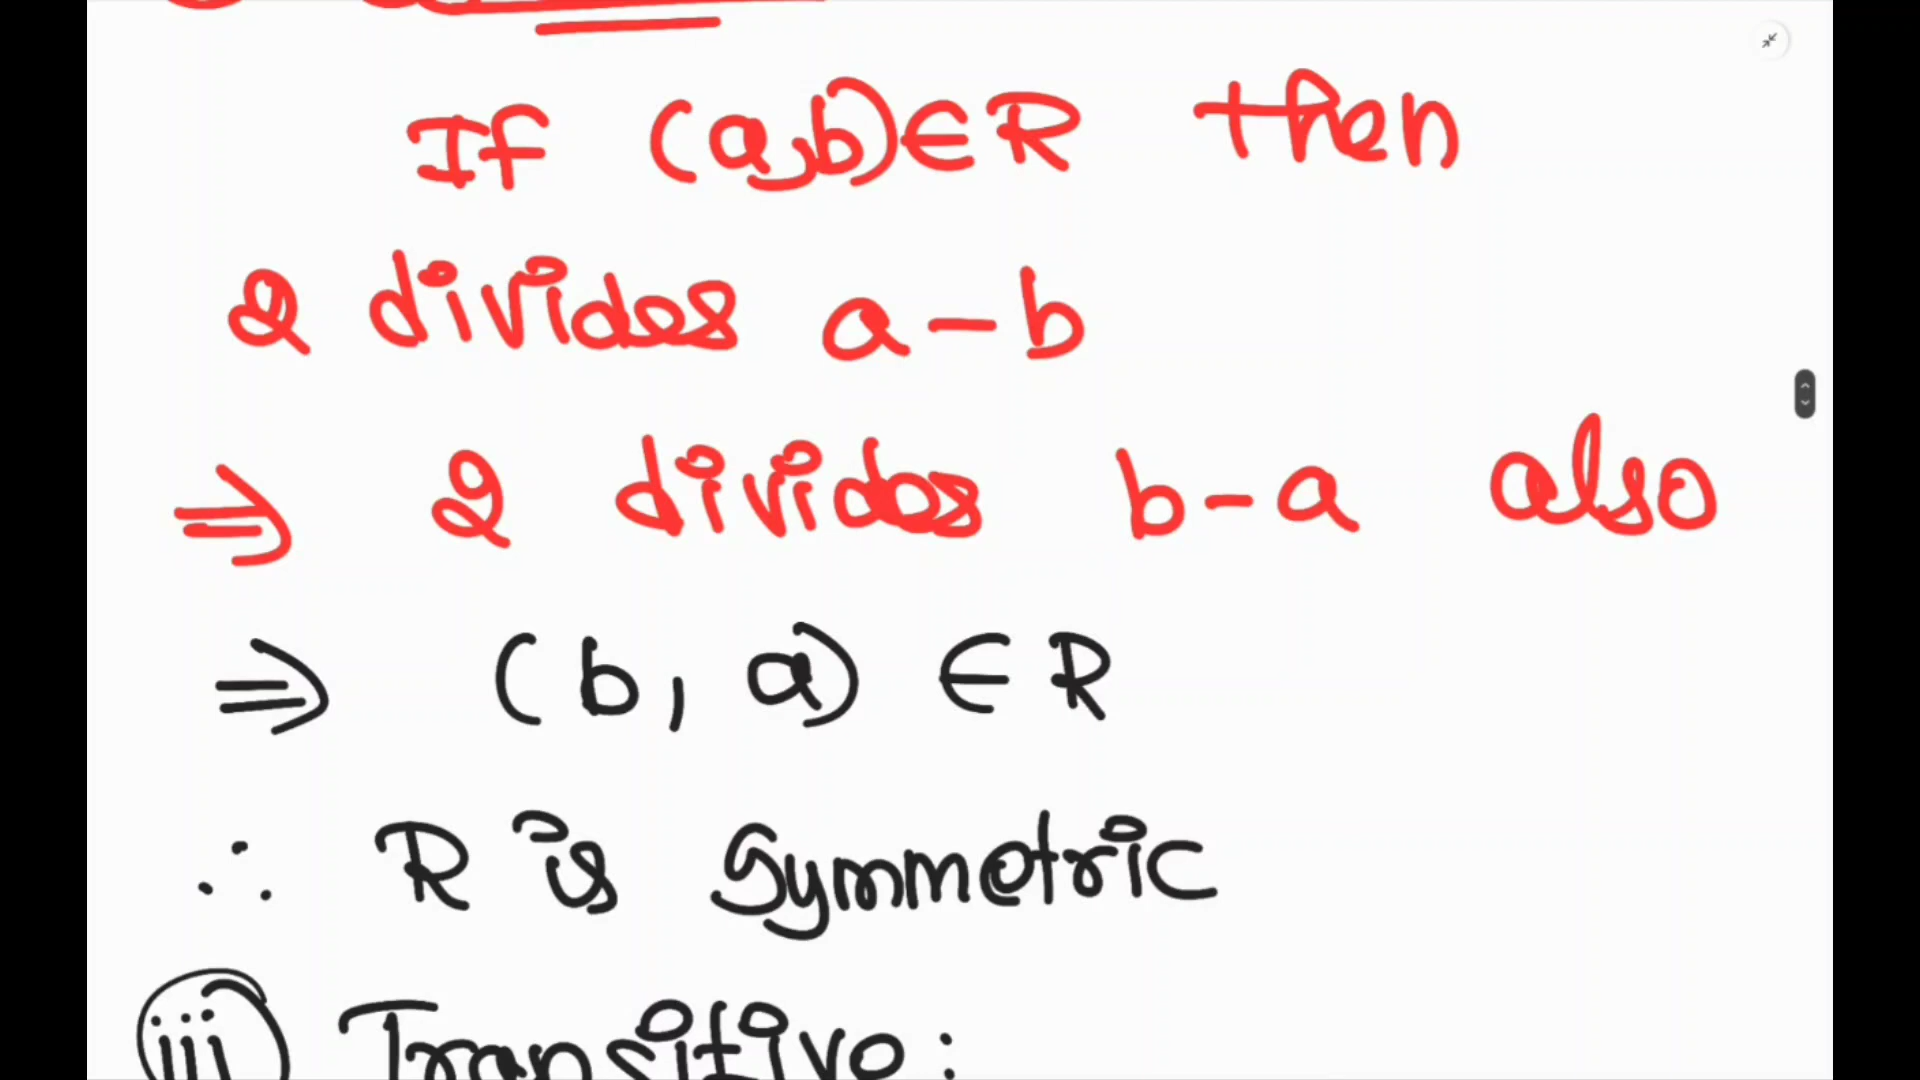 If (a,b)∈R then
2 divides a-b
⇒ 2 divides b-a also
⇒ (b, a) ∈ R
∴ R is Symmetric
iii Transitive: